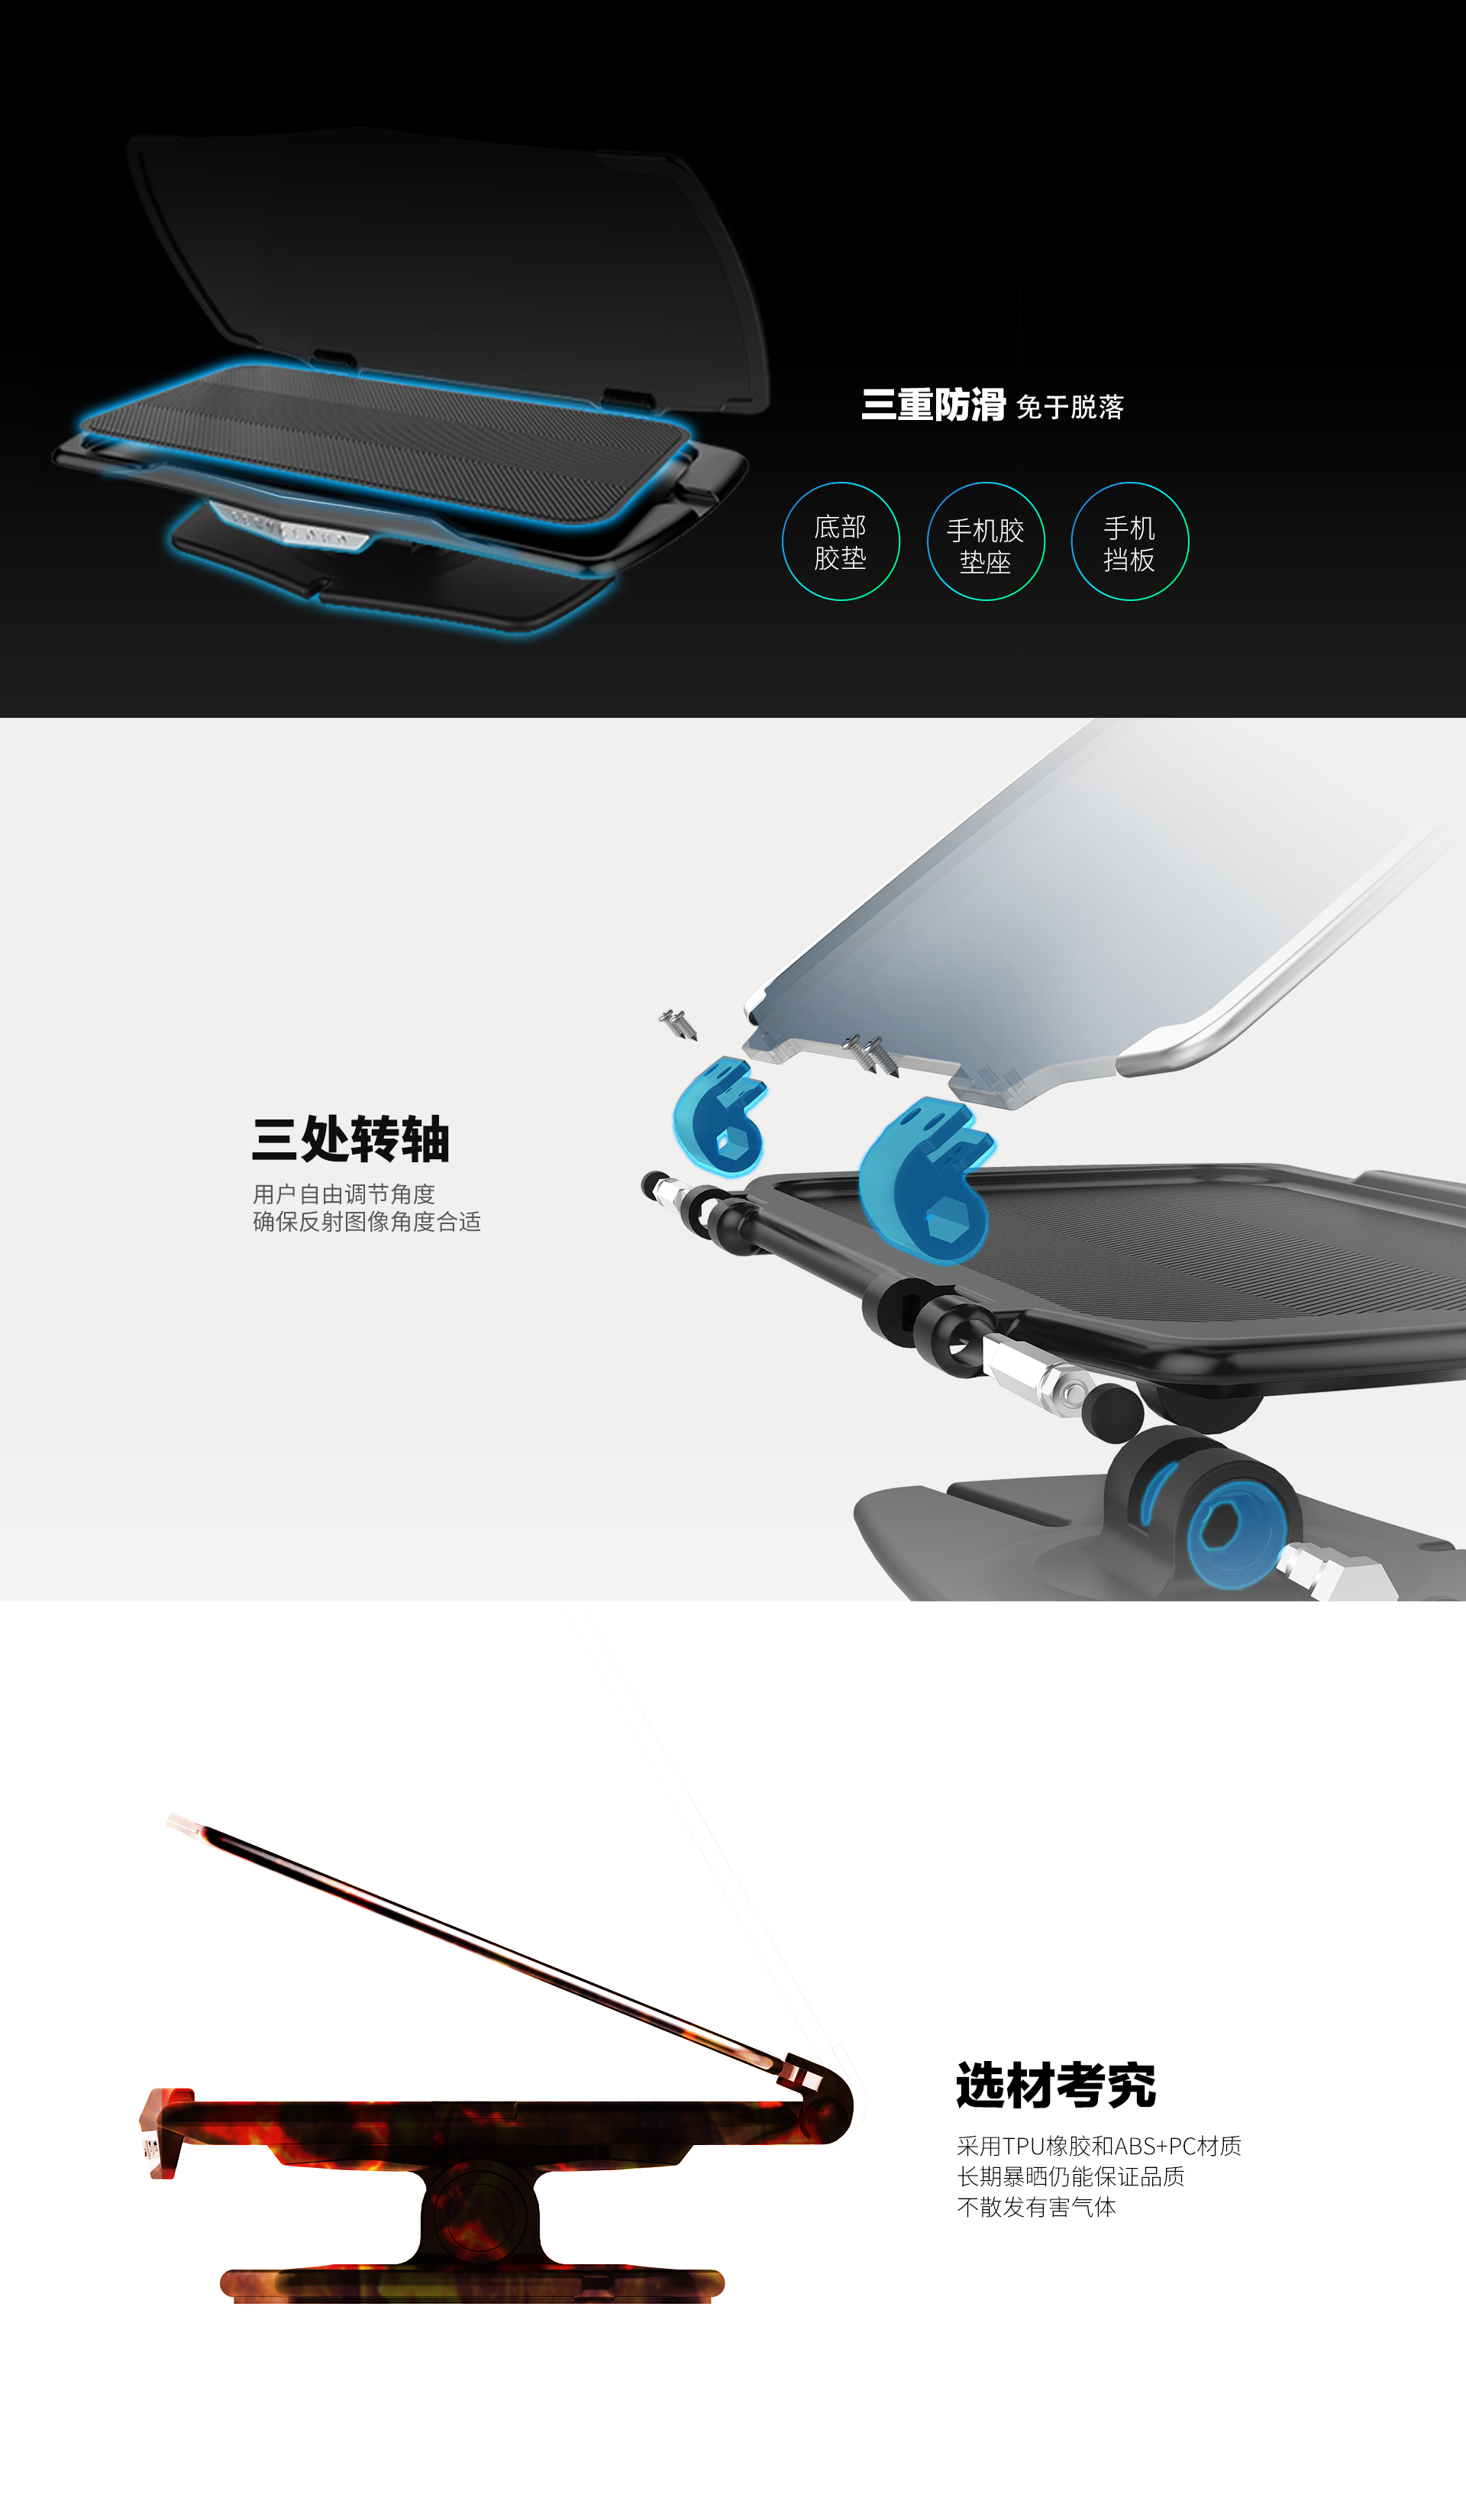 三重防滑 免于脱落
底部
胶垫
手机胶
垫座
手机
挡板
三处转轴
用户自由调节角度
确保反射图像角度合适
选材考究
采用TPU橡胶和ABS+PC材质
长期暴晒仍能保证品质
不散发有害气体